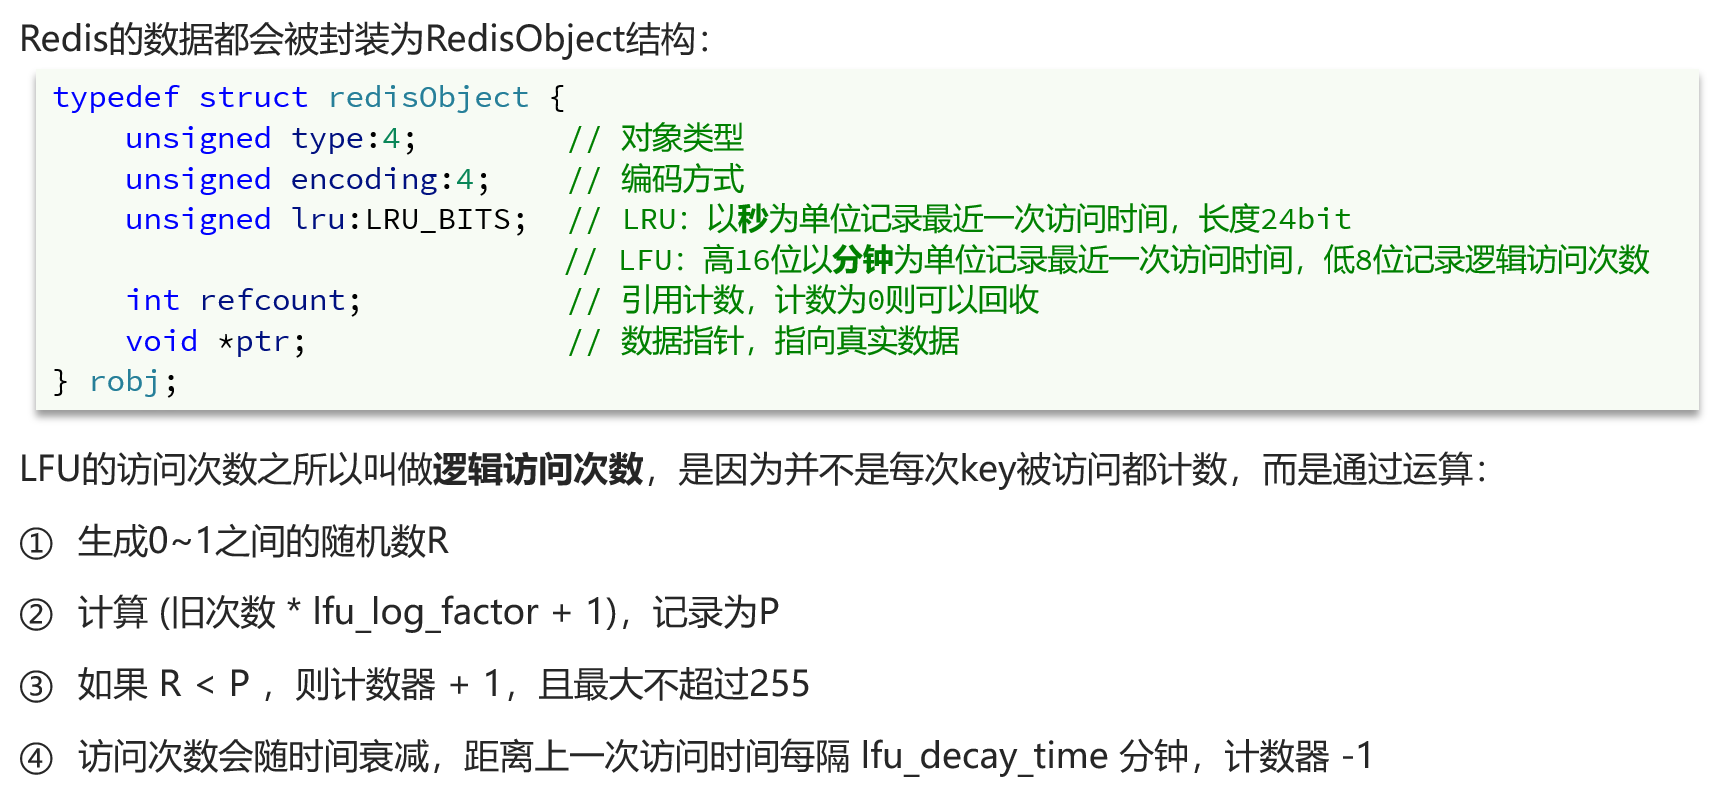 Redis的数据都会被封装为RedisObject结构：
typedef struct redisObject {
    unsigned type:4;        // 对象类型
    unsigned encoding:4;    // 编码方式
    unsigned lru:LRU_BITS;  // LRU：以秒为单位记录最近一次访问时间，长度24bit
                            // LFU：高16位以分钟为单位记录最近一次访问时间，低8位记录逻辑访问次数
    int refcount;           // 引用计数，计数为0则可以回收
    void *ptr;              // 数据指针，指向真实数据
} robj;
LFU的访问次数之所以叫做逻辑访问次数，是因为并不是每次key被访问都计数，而是通过运算：
① 生成0~1之间的随机数R
② 计算 (旧次数 * lfu_log_factor + 1)，记录为P
③ 如果 R < P ，则计数器 + 1，且最大不超过255
④ 访问次数会随时间衰减，距离上一次访问时间每隔 lfu_decay_time 分钟，计数器 -1